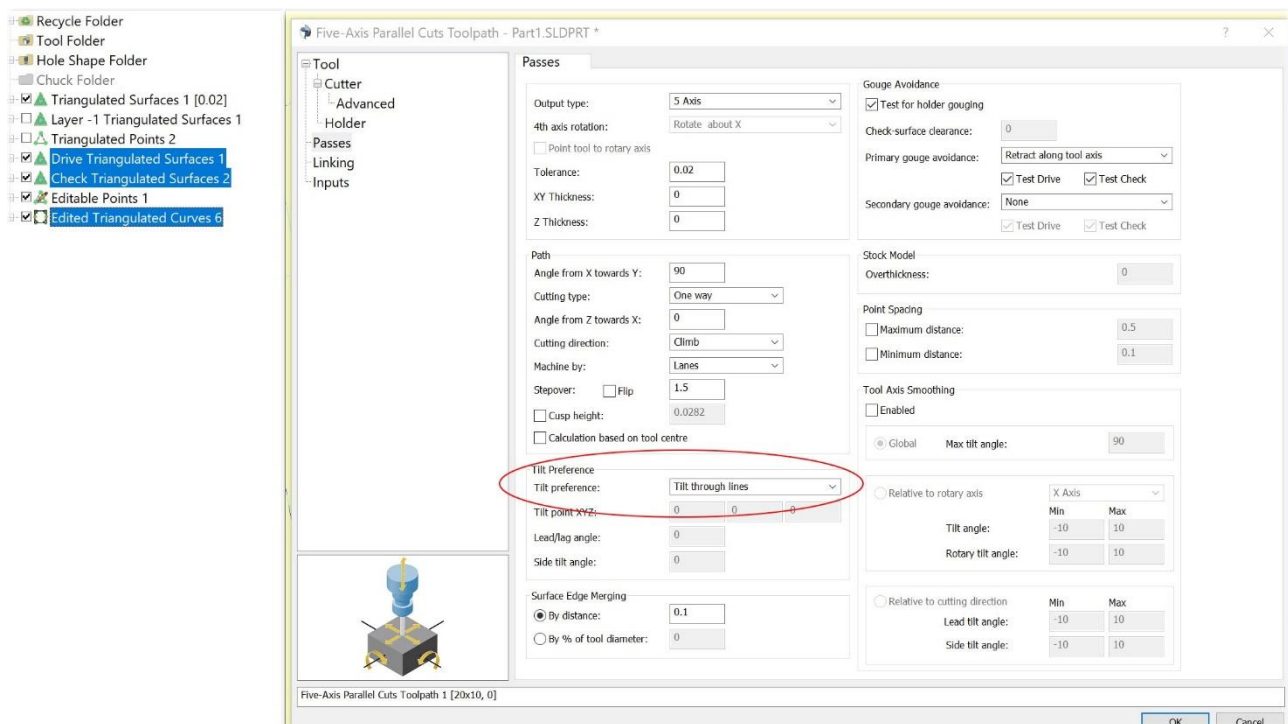 Recycle Folder
Tool Folder
Hole Shape Folder
Chuck Folder
Triangulated Surfaces 1 [0.02]
Layer -1 Triangulated Surfaces 1
Triangulated Points 2
Drive Triangulated Surfaces 1
Check Triangulated Surfaces 2
Editable Points 1
Edited Triangulated Curves 6
Five-Axis Parallel Cuts Toolpath - Part1.SLDPRT *
? ×
Tool
Cutter
Advanced
Holder
Passes
Linking
Inputs
Passes
Output type: 5 Axis
4th axis rotation: Rotate about X
Point tool to rotary axis
Tolerance: 0.02
XY Thickness: 0
Z Thickness: 0
Path
Angle from X towards Y: 90
Cutting type: One way
Angle from Z towards X: 0
Cutting direction: Climb
Machine by: Lanes
Stepover: Flip 1.5
Cusp height: 0.0282
Calculation based on tool centre
Tilt Preference
Tilt preference: Tilt through lines
Tilt point XYZ: 0 0 0
Lead/lag angle: 0
Side tilt angle: 0
Surface Edge Merging
By distance: 0.1
By % of tool diameter: 0
Gouge Avoidance
Test for holder gouging
Check-surface clearance: 0
Primary gouge avoidance: Retract along tool axis
Test Drive Test Check
Secondary gouge avoidance: None
Test Drive Test Check
Stock Model
Overthickness: 0
Point Spacing
Maximum distance: 0.5
Minimum distance: 0.1
Tool Axis Smoothing
Enabled
Global Max tilt angle: 90
Relative to rotary axis X Axis
Min Max
Tilt angle: -10 10
Rotary tilt angle: -10 10
Relative to cutting direction Min Max
Lead tilt angle: -10 10
Side tilt angle: -10 10
Five-Axis Parallel Cuts Toolpath 1 [20x10, 0]
OK Cancel